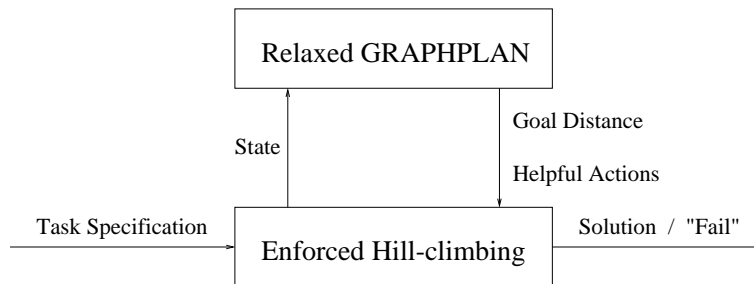 Relaxed GRAPHPLAN
Goal Distance
State
Helpful Actions
Task Specification
Solution / "Fail"
Enforced Hill-climbing